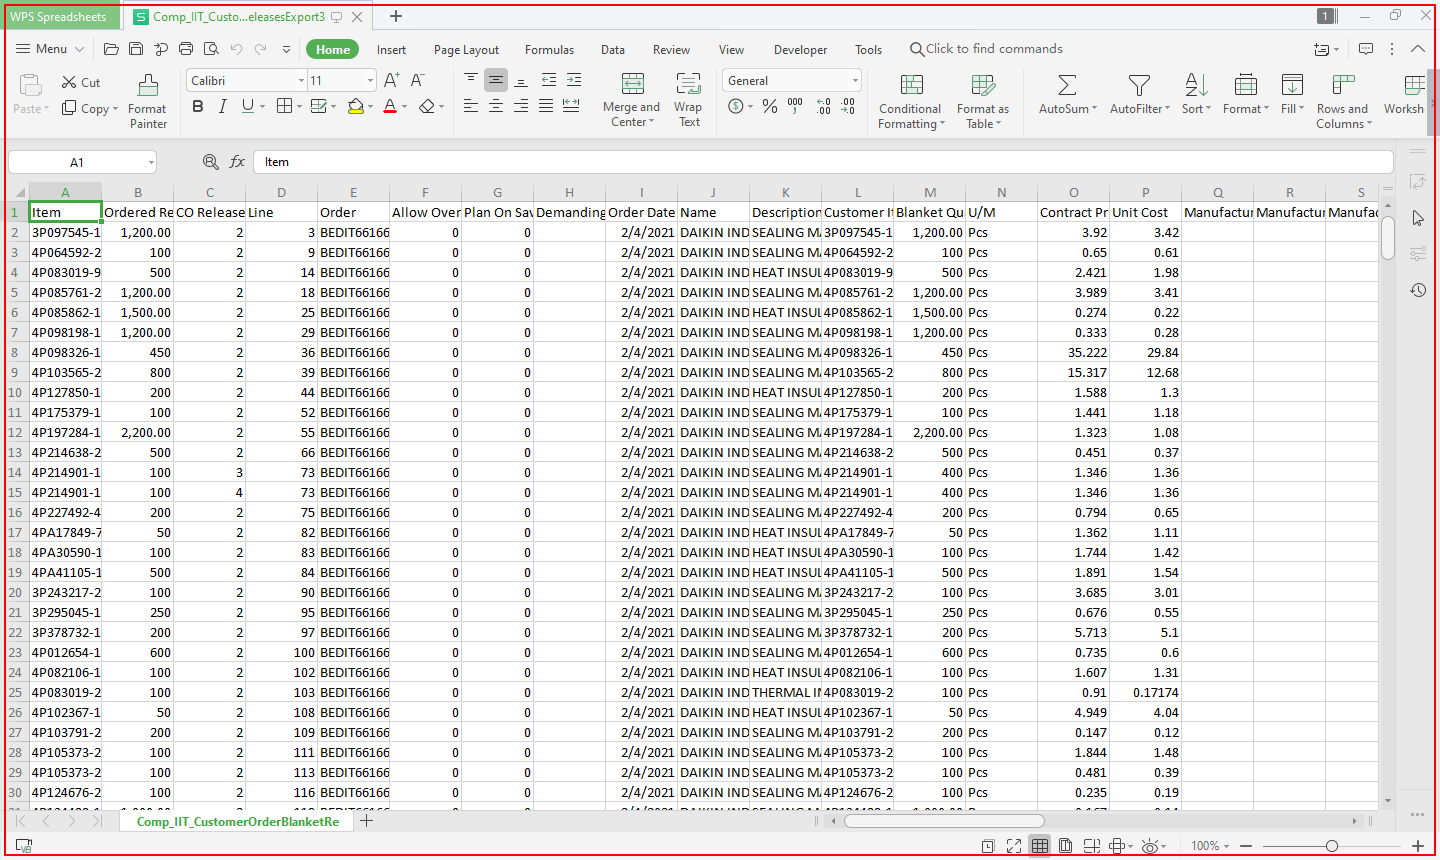 WPS Spreadsheets Comp_IIT_Custo...eleasesExport3 1
Menu Home Insert Page Layout Formulas Data Review View Developer Tools Click to find commands
Paste Cut Copy Format Painter Calibri 11 Merge and Center Wrap Text General Conditional Formatting Format as Table AutoSum AutoFilter Sort Format Fill Rows and Columns Worksh
A1 fx Item
A B C D E F G H I J K L M N O P Q R S
1 Item Ordered Re CO Release Line Order Allow Over Plan On Sav Demanding Order Date Name Description Customer It Blanket Qu U/M Contract Pr Unit Cost Manufactur Manufactur Manufac
2 3P097545-1 1,200.00 2 3 BEDIT66166 0 0 2/4/2021 DAIKIN IND SEALING MA 3P097545-1 1,200.00 Pcs 3.92 3.42
3 4P064592-2 100 2 9 BEDIT66166 0 0 2/4/2021 DAIKIN IND SEALING MA 4P064592-2 100 Pcs 0.65 0.61
4 4P083019-9 500 2 14 BEDIT66166 0 0 2/4/2021 DAIKIN IND HEAT INSUL 4P083019-9 500 Pcs 2.421 1.98
5 4P085761-2 1,200.00 2 18 BEDIT66166 0 0 2/4/2021 DAIKIN IND SEALING MA 4P085761-2 1,200.00 Pcs 3.989 3.41
6 4P085862-1 1,500.00 2 25 BEDIT66166 0 0 2/4/2021 DAIKIN IND HEAT INSUL 4P085862-1 1,500.00 Pcs 0.274 0.22
7 4P098198-1 1,200.00 2 29 BEDIT66166 0 0 2/4/2021 DAIKIN IND SEALING MA 4P098198-1 1,200.00 Pcs 0.333 0.28
8 4P098326-1 450 2 36 BEDIT66166 0 0 2/4/2021 DAIKIN IND SEALING MA 4P098326-1 450 Pcs 35.222 29.84
9 4P103565-2 800 2 39 BEDIT66166 0 0 2/4/2021 DAIKIN IND SEALING MA 4P103565-2 800 Pcs 15.317 12.68
10 4P127850-1 200 2 44 BEDIT66166 0 0 2/4/2021 DAIKIN IND HEAT INSUL 4P127850-1 200 Pcs 1.588 1.3
11 4P175379-1 100 2 52 BEDIT66166 0 0 2/4/2021 DAIKIN IND SEALING MA 4P175379-1 100 Pcs 1.441 1.18
12 4P197284-1 2,200.00 2 55 BEDIT66166 0 0 2/4/2021 DAIKIN IND SEALING MA 4P197284-1 2,200.00 Pcs 1.323 1.08
13 4P214638-2 500 2 66 BEDIT66166 0 0 2/4/2021 DAIKIN IND SEALING MA 4P214638-2 500 Pcs 0.451 0.37
14 4P214901-1 100 3 73 BEDIT66166 0 0 2/4/2021 DAIKIN IND SEALING MA 4P214901-1 400 Pcs 1.346 1.36
15 4P214901-1 100 4 73 BEDIT66166 0 0 2/4/2021 DAIKIN IND SEALING MA 4P214901-1 400 Pcs 1.346 1.36
16 4P227492-4 200 2 75 BEDIT66166 0 0 2/4/2021 DAIKIN IND SEALING MA 4P227492-4 200 Pcs 0.794 0.65
17 4PA17849-7 50 2 82 BEDIT66166 0 0 2/4/2021 DAIKIN IND HEAT INSUL 4PA17849-7 50 Pcs 1.362 1.11
18 4PA30590-1 100 2 83 BEDIT66166 0 0 2/4/2021 DAIKIN IND HEAT INSUL 4PA30590-1 100 Pcs 1.744 1.42
19 4PA41105-1 500 2 84 BEDIT66166 0 0 2/4/2021 DAIKIN IND HEAT INSUL 4PA41105-1 500 Pcs 1.891 1.54
20 3P243217-2 100 2 90 BEDIT66166 0 0 2/4/2021 DAIKIN IND SEALING MA 3P243217-2 100 Pcs 3.685 3.01
21 3P295045-1 250 2 95 BEDIT66166 0 0 2/4/2021 DAIKIN IND SEALING MA 3P295045-1 250 Pcs 0.676 0.55
22 3P378732-1 200 2 97 BEDIT66166 0 0 2/4/2021 DAIKIN IND SEALING MA 3P378732-1 200 Pcs 5.713 5.1
23 4P012654-1 600 2 100 BEDIT66166 0 0 2/4/2021 DAIKIN IND SEALING MA 4P012654-1 600 Pcs 0.735 0.6
24 4P082106-1 100 2 102 BEDIT66166 0 0 2/4/2021 DAIKIN IND HEAT INSUL 4P082106-1 100 Pcs 1.607 1.31
25 4P083019-2 100 2 103 BEDIT66166 0 0 2/4/2021 DAIKIN IND THERMAL IN 4P083019-2 100 Pcs 0.91 0.17174
26 4P102367-1 50 2 108 BEDIT66166 0 0 2/4/2021 DAIKIN IND HEAT INSUL 4P102367-1 50 Pcs 4.949 4.04
27 4P103791-2 200 2 109 BEDIT66166 0 0 2/4/2021 DAIKIN IND SEALING MA 4P103791-2 200 Pcs 0.147 0.12
28 4P105373-2 100 2 111 BEDIT66166 0 0 2/4/2021 DAIKIN IND SEALING MA 4P105373-2 100 Pcs 1.844 1.48
29 4P105373-2 100 2 113 BEDIT66166 0 0 2/4/2021 DAIKIN IND SEALING MA 4P105373-2 100 Pcs 0.481 0.39
30 4P124676-2 100 2 116 BEDIT66166 0 0 2/4/2021 DAIKIN IND SEALING MA 4P124676-2 100 Pcs 0.235 0.19
Comp_IIT_CustomerOrderBlanketRe
100%